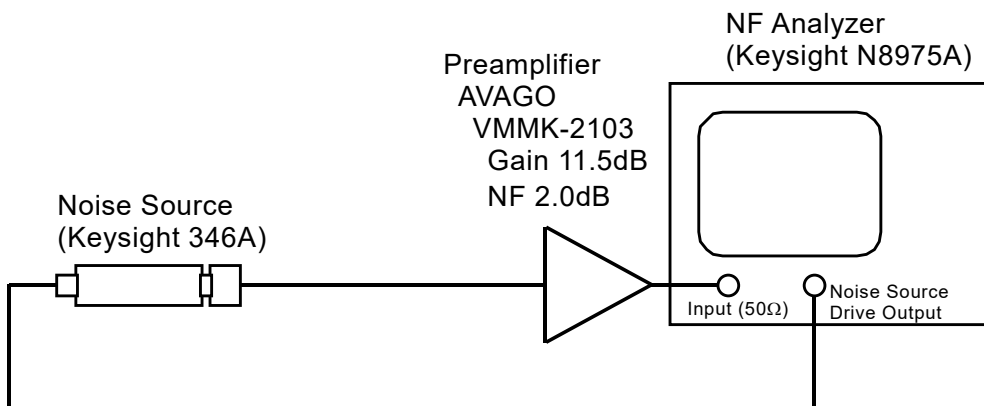 NF Analyzer
(Keysight N8975A)
Preamplifier
AVAGO
VMMK-2103
Gain 11.5dB
NF 2.0dB
Noise Source
(Keysight 346A)
Input (50Ω)
Noise Source
Drive Output